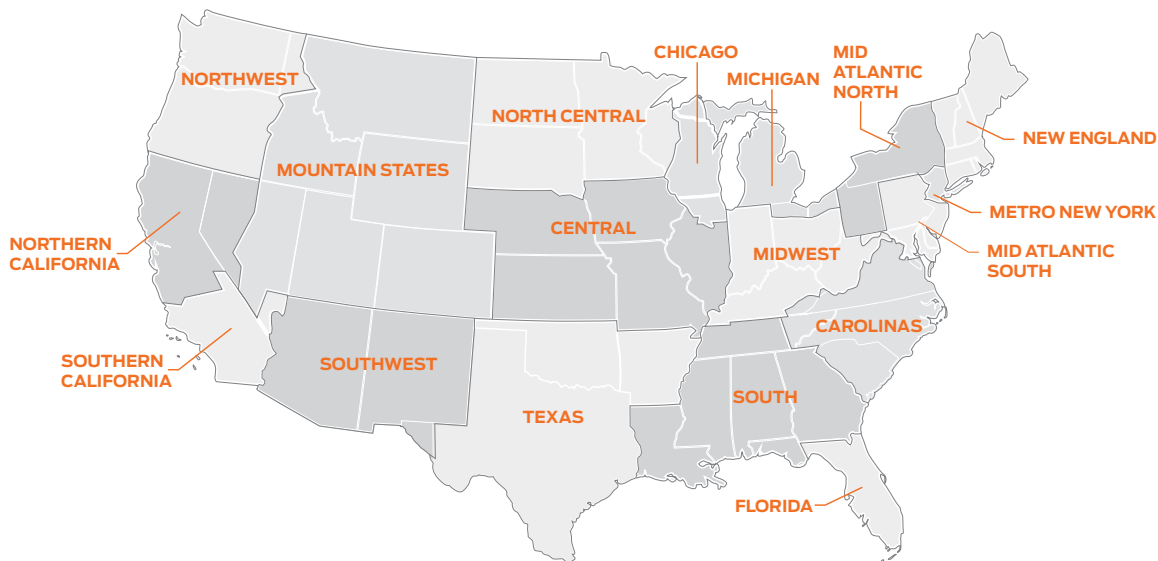 CHICAGO
MID
ATLANTIC
NORTH
NORTHWEST
MICHIGAN
NORTH CENTRAL
NEW ENGLAND
MOUNTAIN STATES
METRO NEW YORK
CENTRAL
NORTHERN
CALIFORNIA
MIDWEST
MID ATLANTIC
SOUTH
CAROLINAS
SOUTHERN
CALIFORNIA
SOUTHWEST
SOUTH
TEXAS
FLORIDA